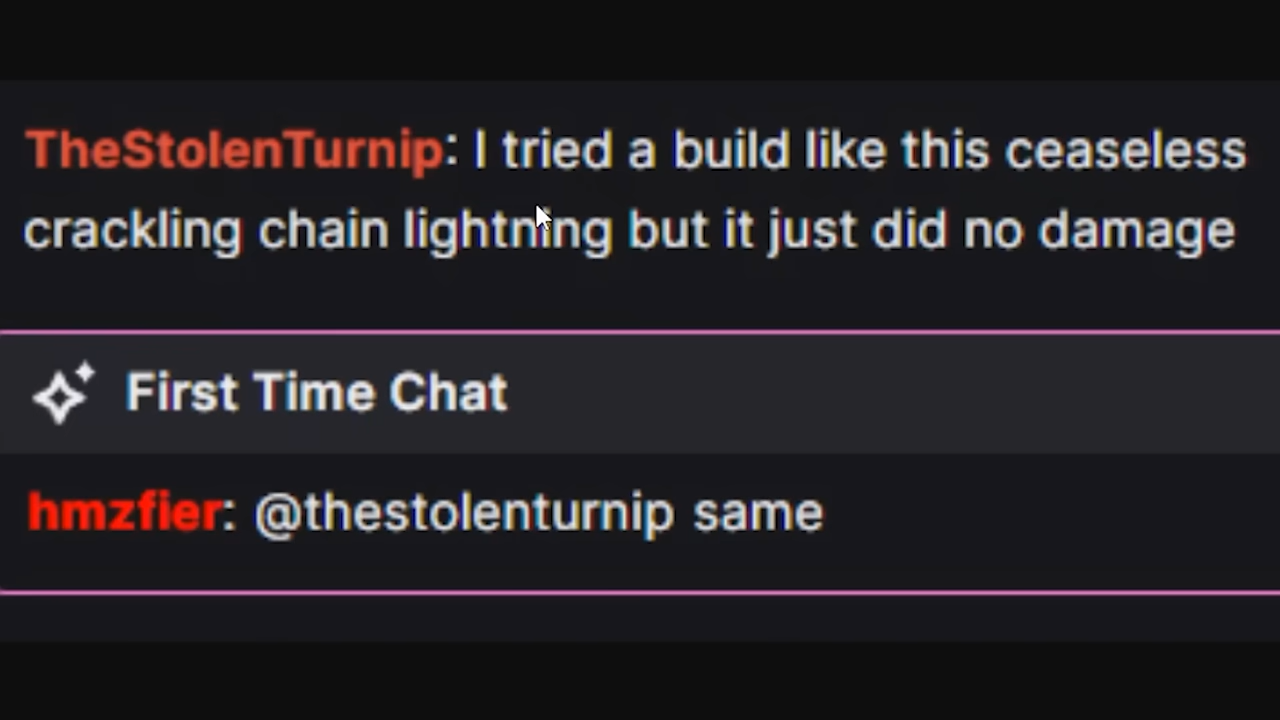 TheStolenTurnip: I tried a build like this ceaseless
crackling chain lightning but it just did no damage
First Time Chat
hmzfier: @thestolenturnip same